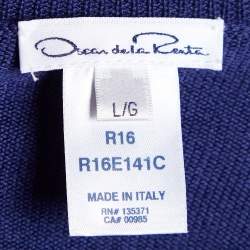 Oscar de la Renta
L/G
R16
R16E141C
MADE IN ITALY
RN# 135371
CA# 00985